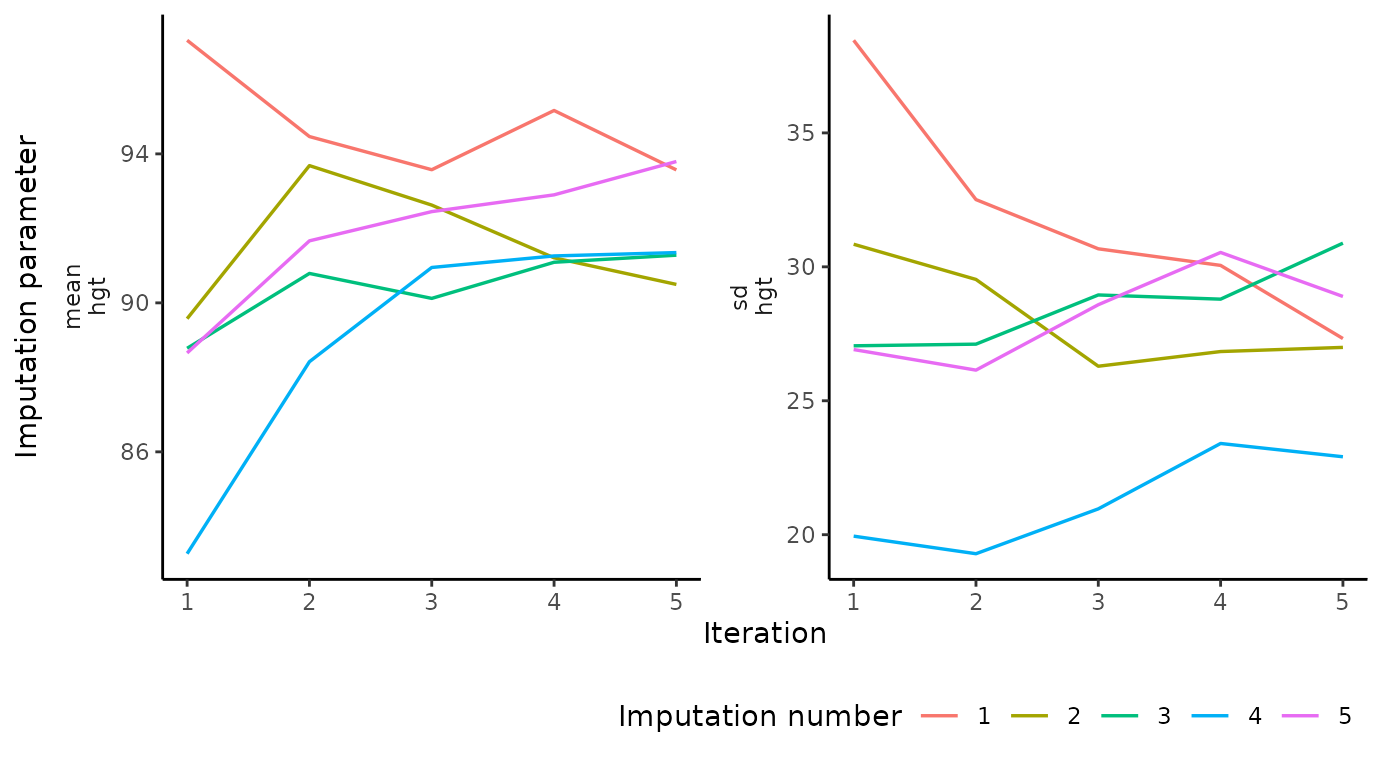 Imputation parameter
mean
hgt
94
90
86
1 2 3 4 5
sd
hgt
35
30
25
20
1 2 3 4 5
Iteration
Imputation number 1 2 3 4 5